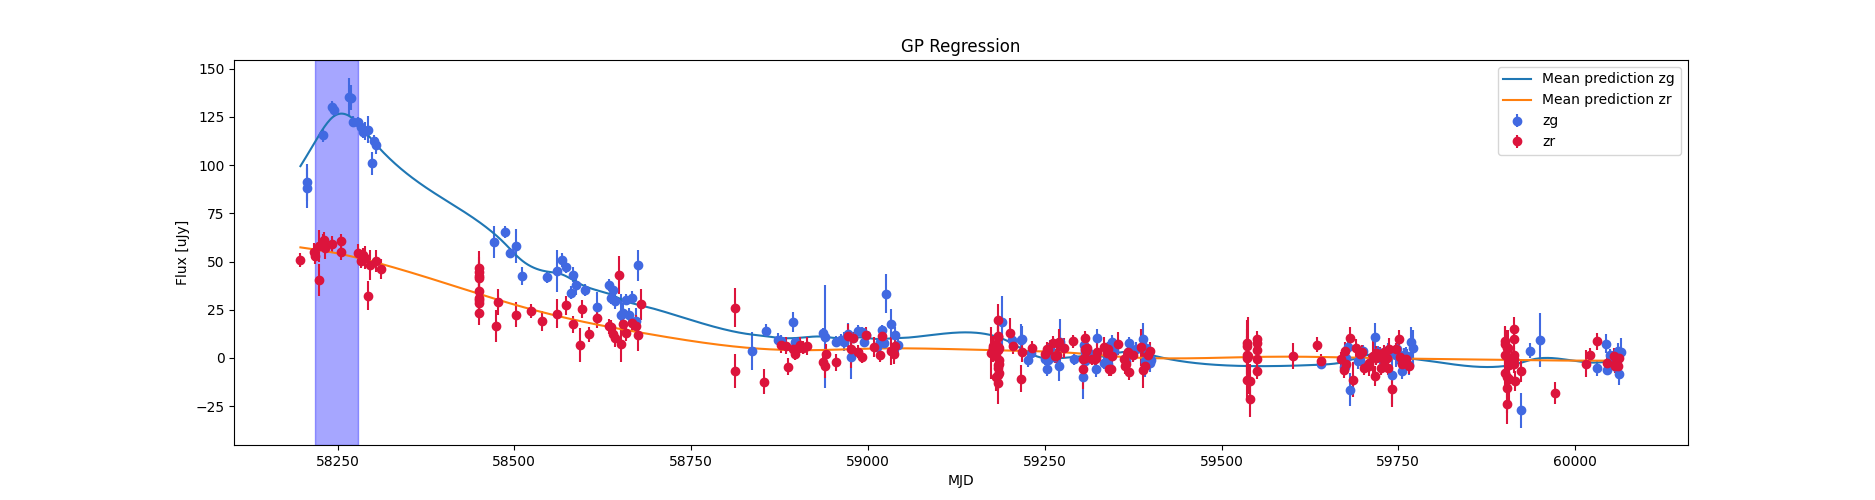 GP Regression
Flux [uJy]
150
125
100
75
50
25
0
−25
58250 58500 58750 59000 59250 59500 59750 60000
MJD
Mean prediction zg
Mean prediction zr
zg
zr